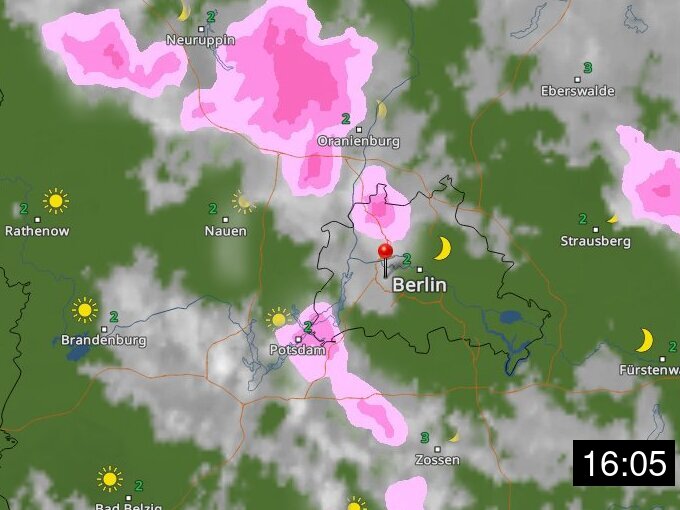 2
Neuruppin
3
Eberswalde
2
Oranienburg
2
Rathenow
2
Nauen
2
Strausberg
2
Berlin
2
Brandenburg
2
Potsdam
2
Fürstenwa
3
Zossen
16:05
2
Bad Belzig